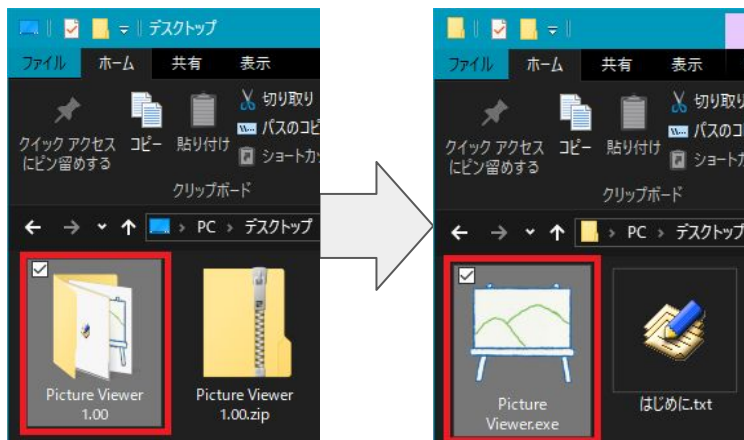 デスクトップ
ファイル ホーム 共有 表示
クイック アクセス
にピン留めする
コピー
貼り付け
切り取り
パスのコピ
ショートカッ
クリップボード
PC › デスクトップ
Picture Viewer
1.00
Picture Viewer
1.00.zip
ファイル ホーム 共有 表示
クイック アクセス
にピン留めする
コピー
貼り付け
切り取り
パスのコ
ショートカ
クリップボード
PC › デスクトップ
Picture
Viewer.exe
はじめに.txt